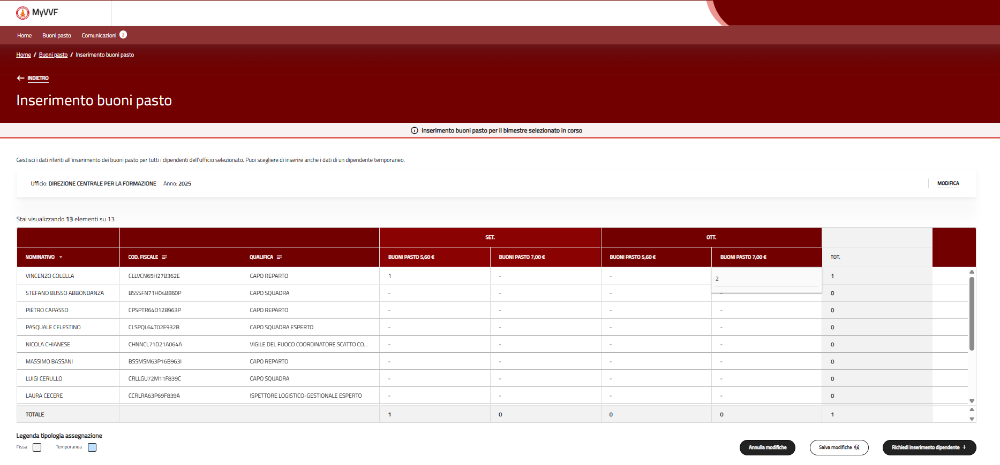 MyVVF
Home Buoni pasto Comunicazioni 2
Home / Buoni pasto / Inserimento buoni pasto
INDIETRO
Inserimento buoni pasto
Inserimento buoni pasto per il bimestre selezionato in corso
Gestisci i dati riferiti all'inserimento dei buoni pasto per tutti i dipendenti dell'ufficio selezionato. Puoi scegliere di inserire anche i dati di un dipendente temporaneo.
Ufficio: DIREZIONE CENTRALE PER LA FORMAZIONE Anno: 2025 MODIFICA
Stai visualizzando 13 elementi su 13
SET. OTT.
NOMINATIVO COD. FISCALE QUALIFICA BUONI PASTO 5,60 € BUONI PASTO 7,00 € BUONI PASTO 5,60 € BUONI PASTO 7,00 € TOT.
VINCENZO COLELLA CLLVCN65H27B362E CAPO REPARTO 1 - - 2 1
STEFANO BUSSO ABBONDANZA BSSSFN71H04B860P CAPO SQUADRA - - - - 0
PIETRO CAPASSO CPSPTR64D12B963P CAPO REPARTO - - - - 0
PASQUALE CELESTINO CLSPQL64T02E932B CAPO SQUADRA ESPERTO - - - - 0
NICOLA CHIANESE CHNNCL71D21A064A VIGILE DEL FUOCO COORDINATORE SCATTO CO... - - - - 0
MASSIMO BASSANI BSSMSM63P16B963I CAPO REPARTO - - - - 0
LUIGI CERULLO CRLLGU72M11F839C CAPO SQUADRA - - - - 0
LAURA CECERE CCRLRA63P69F839A ISPETTORE LOGISTICO-GESTIONALE ESPERTO - - - - 0
TOTALE 1 0 0 0 1
Legenda tipologia assegnazione
Fissa Temporanea
Annulla modifiche Salva modifiche Richiedi inserimento dipendente +